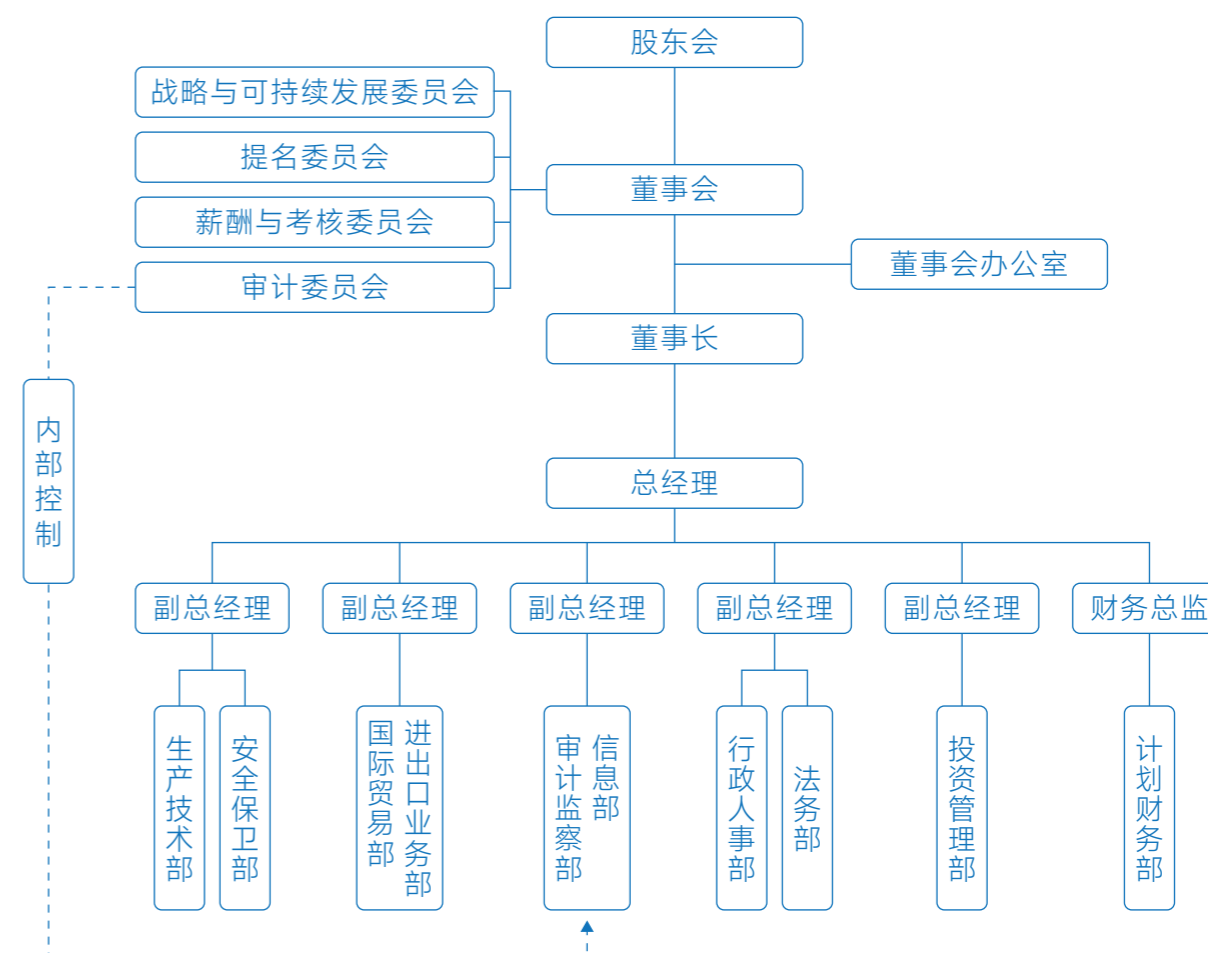 股东会
战略与可持续发展委员会
提名委员会
董事会
薪酬与考核委员会
董事会办公室
审计委员会
董事长
内部控制
总经理
副总经理
副总经理
副总经理
副总经理
副总经理
财务总监
生产技术部
安全保卫部
国际贸易部
进出口业务部
审计监察部
信息部
行政人事部
法务部
投资管理部
计划财务部